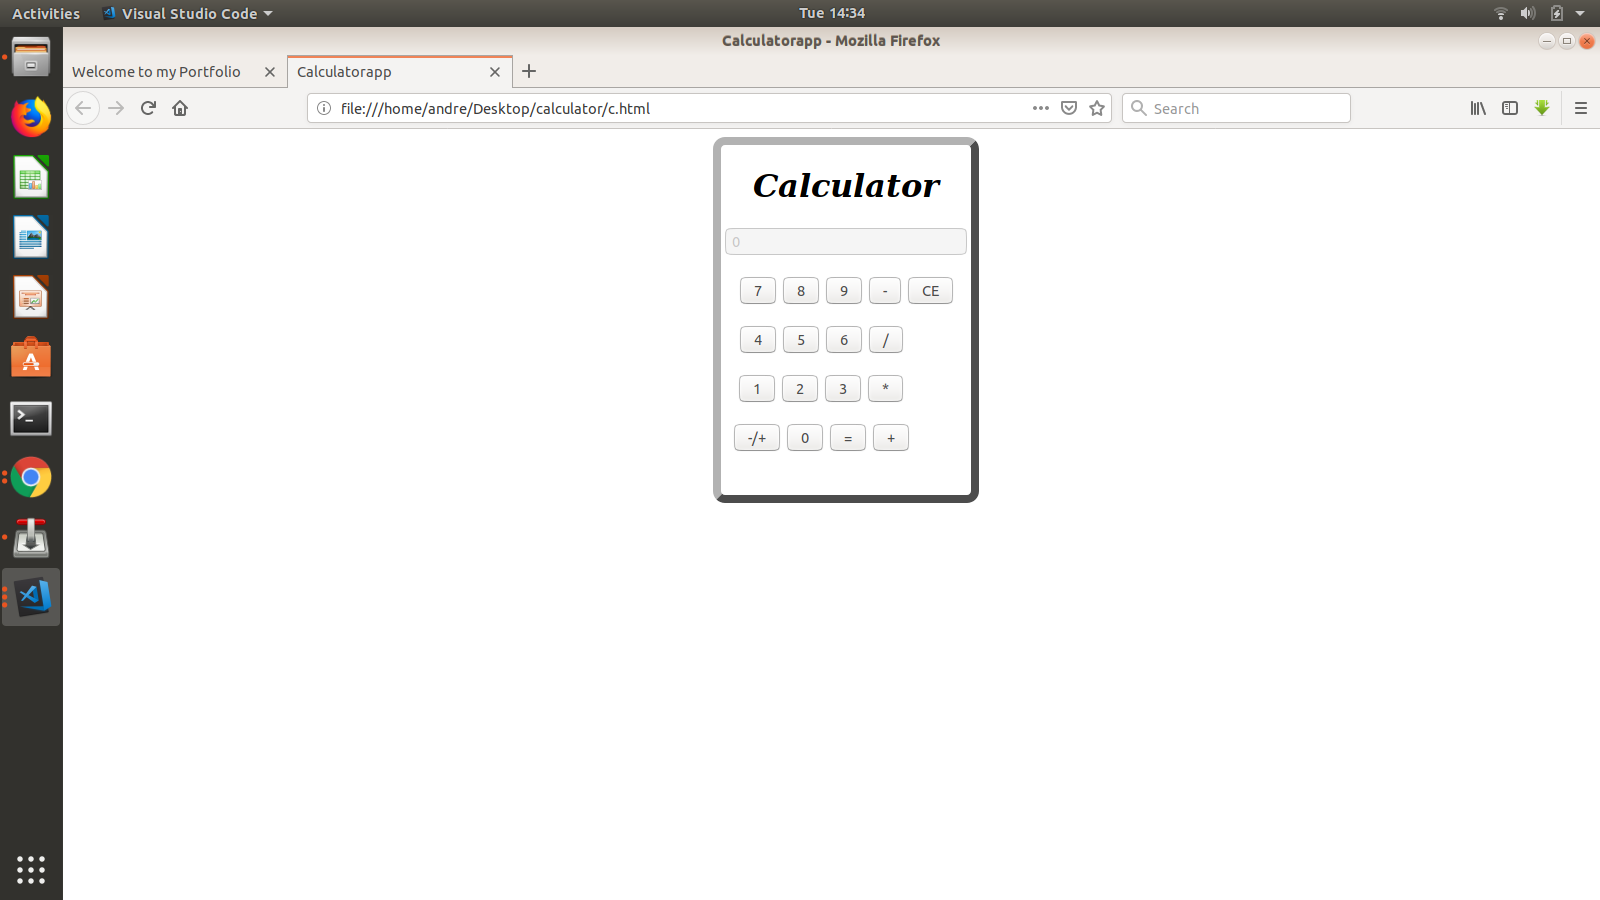 Activities Visual Studio Code Tue 14:34
Calculatorapp - Mozilla Firefox
Welcome to my Portfolio Calculatorapp
file:///home/andre/Desktop/calculator/c.html Search
Calculator
0
7 8 9 - CE
4 5 6 /
1 2 3 *
-/+ 0 = +